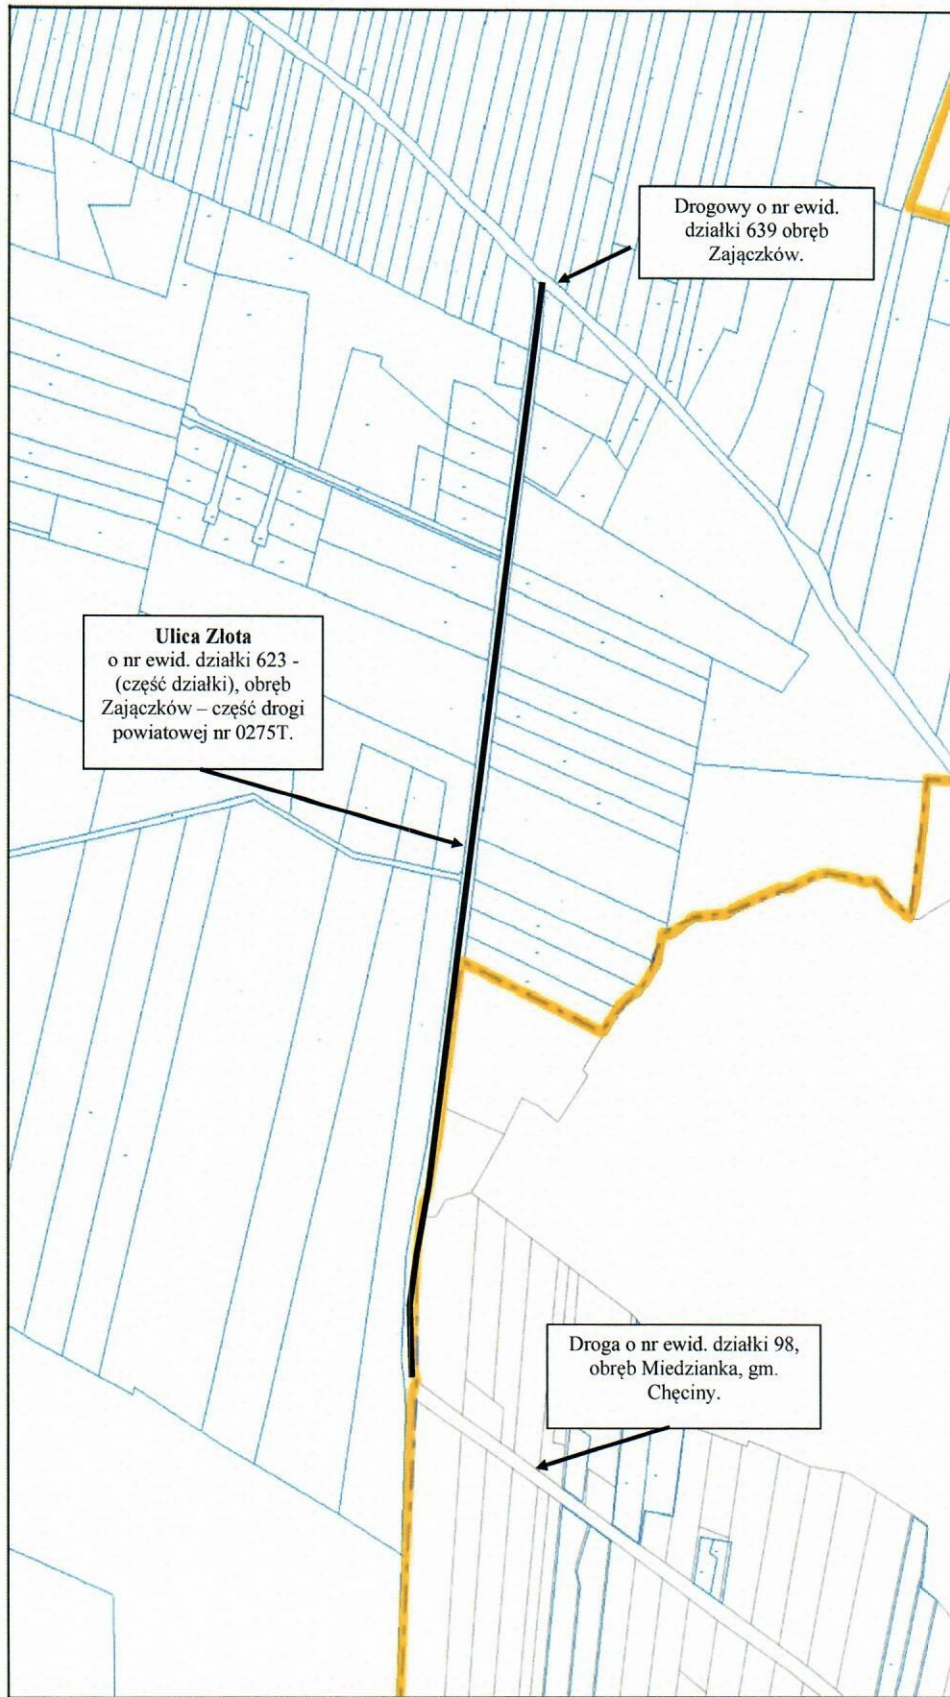 Drogowy o nr ewid.
działki 639 obręb
Zajączków.
Ulica Złota
o nr ewid. działki 623 -
(część działki), obręb
Zajączków – część drogi
powiatowej nr 0275T.
Droga o nr ewid. działki 98,
obręb Miedzianka, gm.
Chęciny.